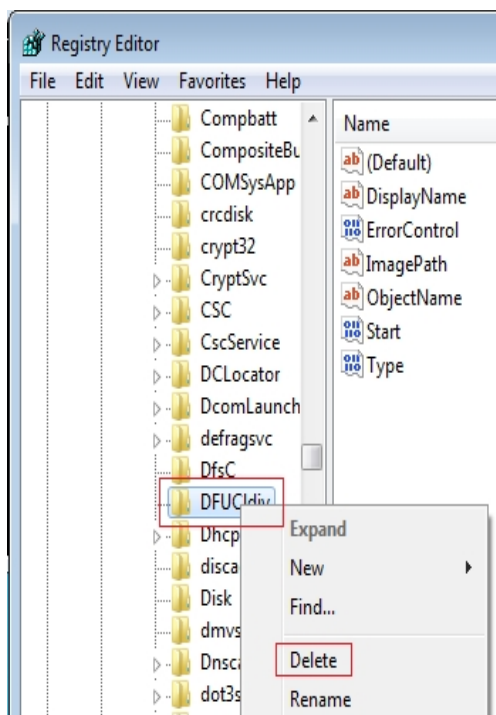 Registry Editor
File Edit View Favorites Help
Compbatt
CompositeBu
COMSysApp
crcdisk
crypt32
CryptSvc
CSC
CscService
DCLocator
DcomLaunch
defragsvc
DfsC
DFUCIdiv
Dhcp
disca
Disk
dmvs
Dnsca
dot3s
Name
(Default)
DisplayName
ErrorControl
ImagePath
ObjectName
Start
Type
Expand
New
Find...
Delete
Rename